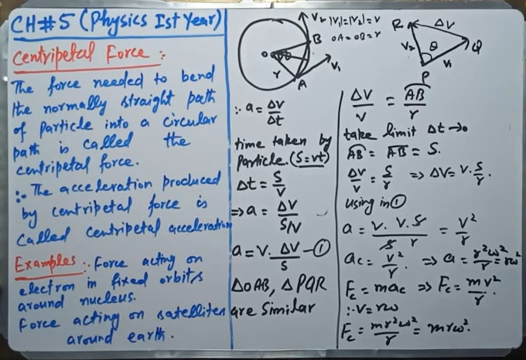 CH#5 (Physics Ist Year)
Centripetal Force :-
The force needed to bend
the normally straight path
of particle into a circular
path is called the
centripetal force.
∴ The acceleration produced
by centripetal force is
called centripetal acceleration
Examples :- Force acting on
electron in fixed orbits
around nucleus.
Force acting on satellites
around earth.
V₂ |V₁|=|V₂|=V
OA=OB=r
B
O θ
r
A
V₁
∴ a = ΔV/Δt
time taken by
Particle (S=vt)
Δt = S/V
⇒ a = ΔV/S/V
a = V. ΔV/S —①
ΔOAB, ΔPQR
are Similar
R ΔV
Q
V₂ θ V₁
P
ΔV/V = AB/r
take limit Δt→0
AB = AB = S.
ΔV/V = S/r ⇒ ΔV = V. S/r
using in ①
a = V. V. S/S r = V²/r
ac = V²/r ⇒ a = r²ω²/r = rω²
Fc = mac ⇒ Fc = mV²/r
∴ V = rω
Fc = mr²ω²/r = mrω²